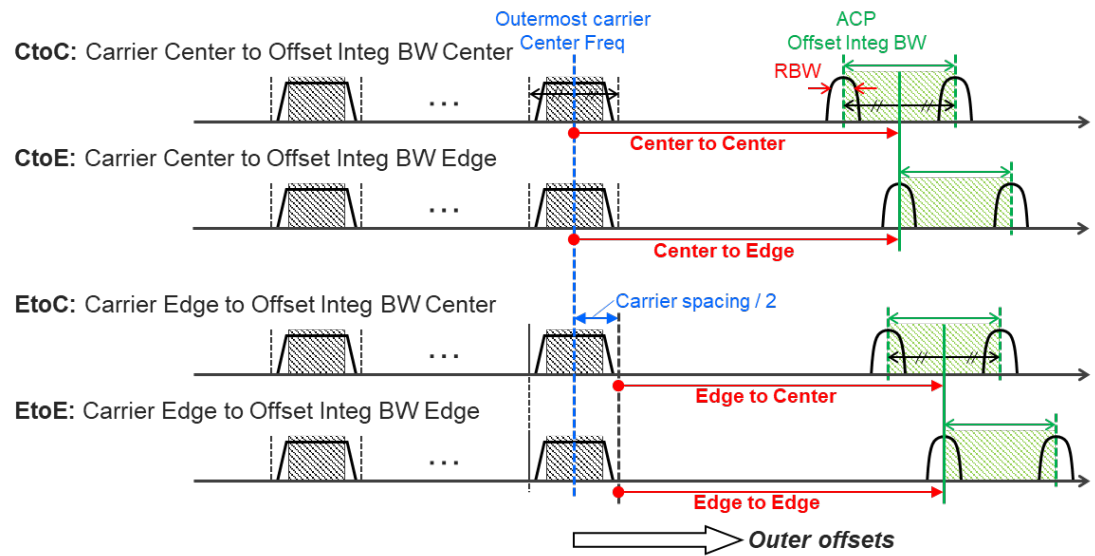 Outermost carrier
Center Freq
ACP
Offset Integ BW
CtoC: Carrier Center to Offset Integ BW Center
RBW
...
Center to Center
CtoE: Carrier Center to Offset Integ BW Edge
...
Center to Edge
EtoC: Carrier Edge to Offset Integ BW Center
Carrier spacing / 2
...
Edge to Center
EtoE: Carrier Edge to Offset Integ BW Edge
...
Edge to Edge
Outer offsets